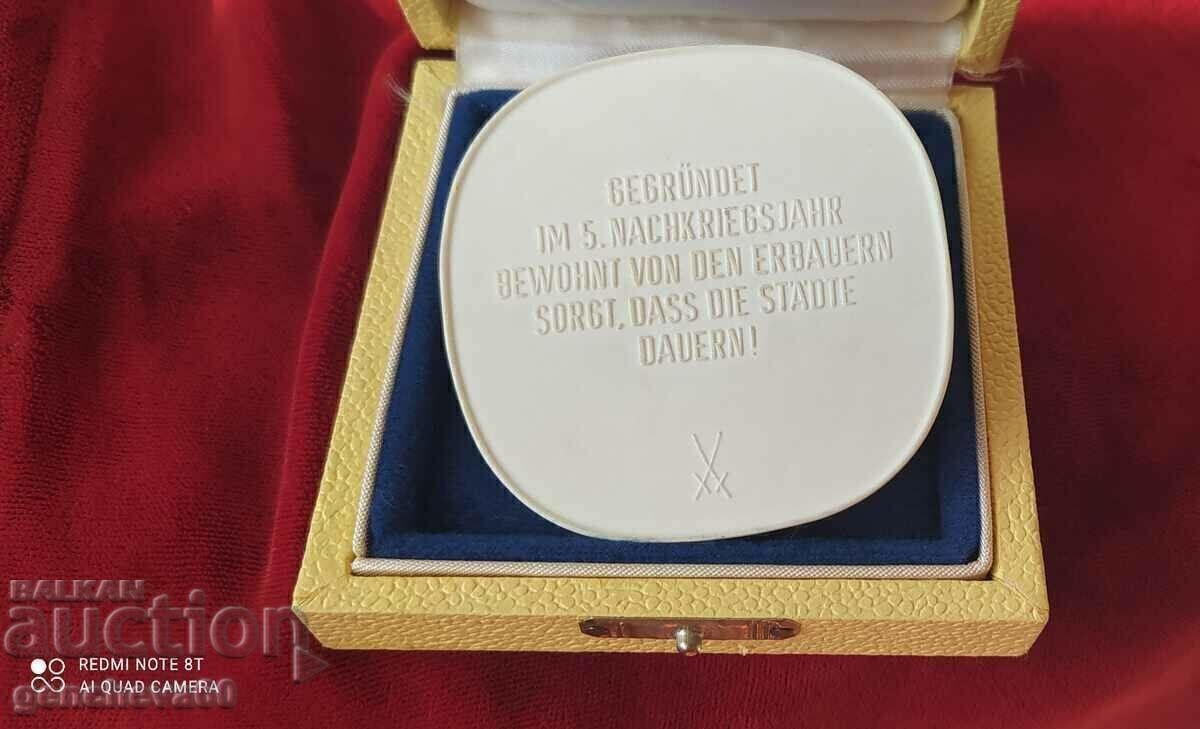 GEGRÜNDET
IM 5. NACHKRIEGSJAHR
BEWOHNT VON DEN ERBAUERN
SORGT, DASS DIE STÄDTE
DAUERN!
BALKAN
auction
REDMI NOTE 8T
AI QUAD CAMERA
gencheva60